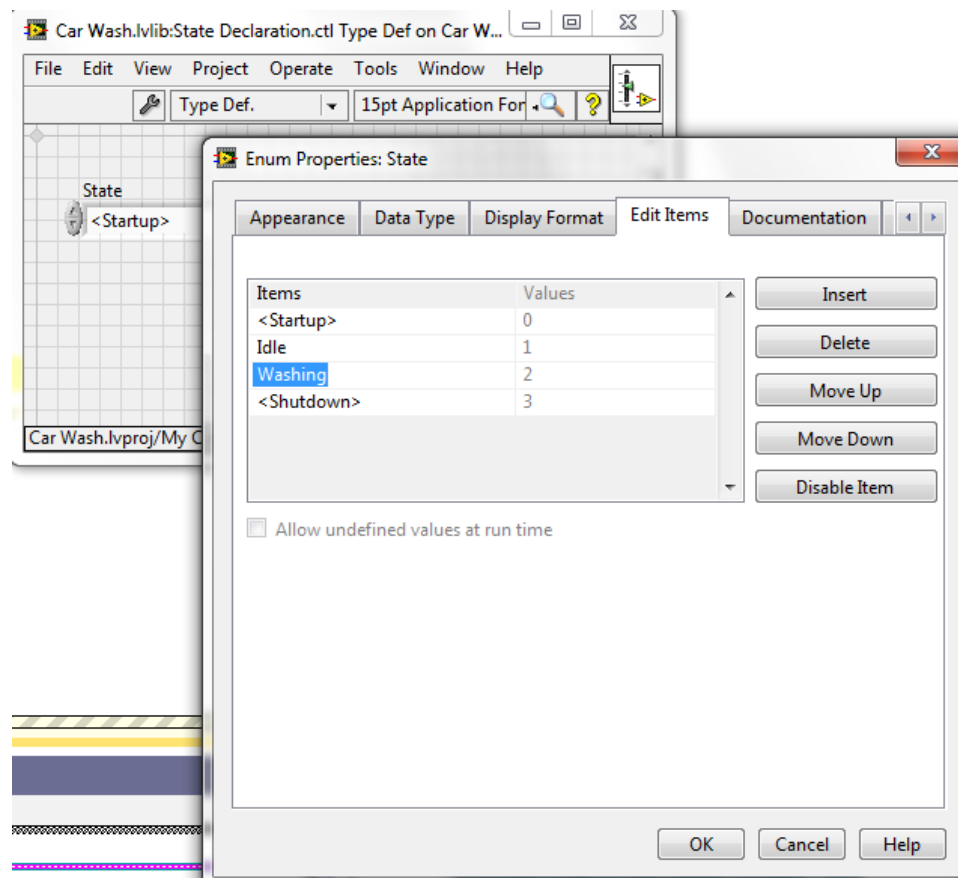 Car Wash.lvlib:State Declaration.ctl Type Def on Car W...
File Edit View Project Operate Tools Window Help
Type Def. 15pt Application For
State
<Startup>
Car Wash.lvproj/My C
Enum Properties: State
Appearance Data Type Display Format Edit Items Documentation
Items Values
<Startup> 0
Idle 1
Washing 2
<Shutdown> 3
Insert
Delete
Move Up
Move Down
Disable Item
Allow undefined values at run time
OK Cancel Help